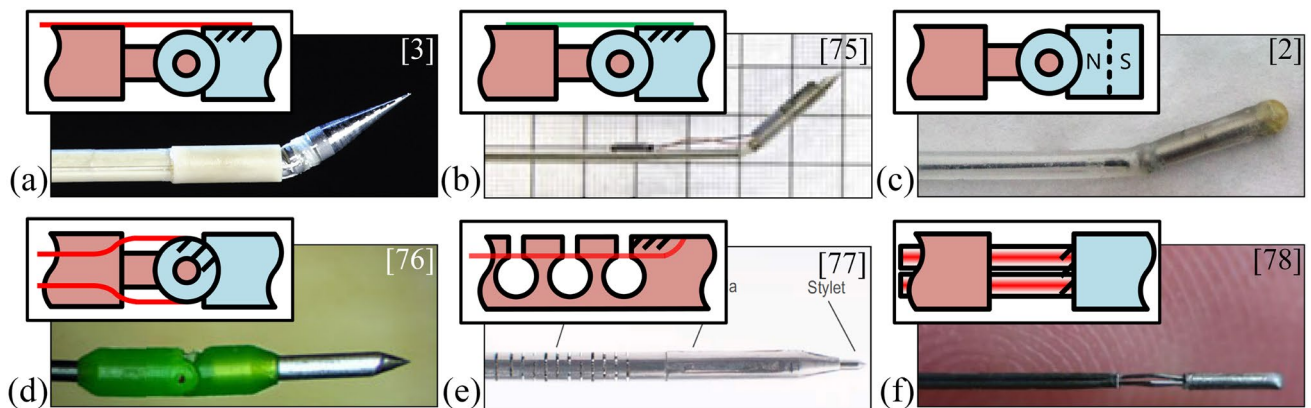 [3]
(a)
[75]
(b)
N S
[2]
(c)
[76]
(d)
[77]
a
Stylet
(e)
[78]
(f)